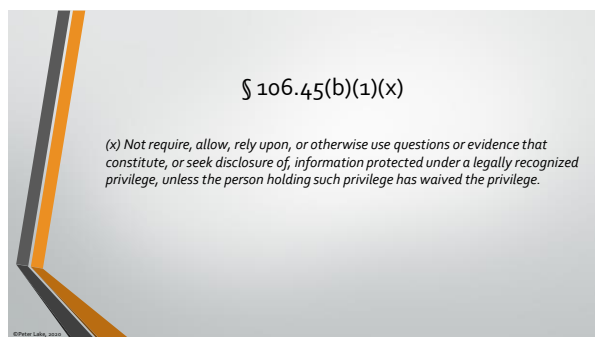 § 106.45(b)(1)(x)
(x) Not require, allow, rely upon, or otherwise use questions or evidence that
constitute, or seek disclosure of, information protected under a legally recognized
privilege, unless the person holding such privilege has waived the privilege.
©Peter Lake, 2020